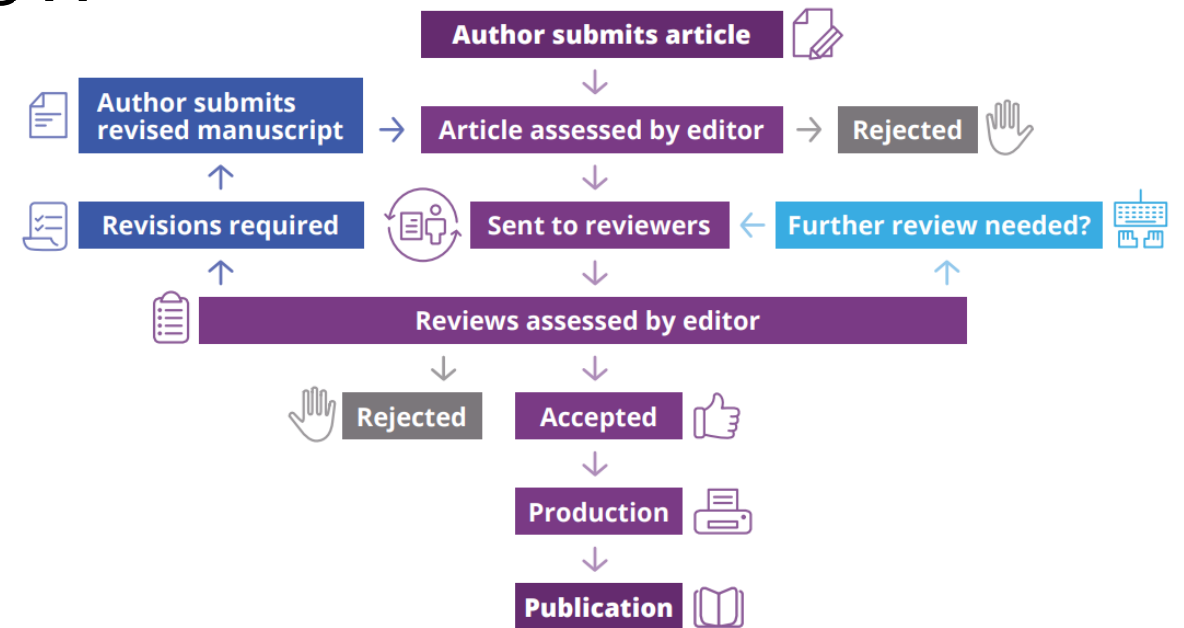 Author submits article
Author submits
revised manuscript
Article assessed by editor
Rejected
Revisions required
Sent to reviewers
Further review needed?
Reviews assessed by editor
Rejected
Accepted
Production
Publication